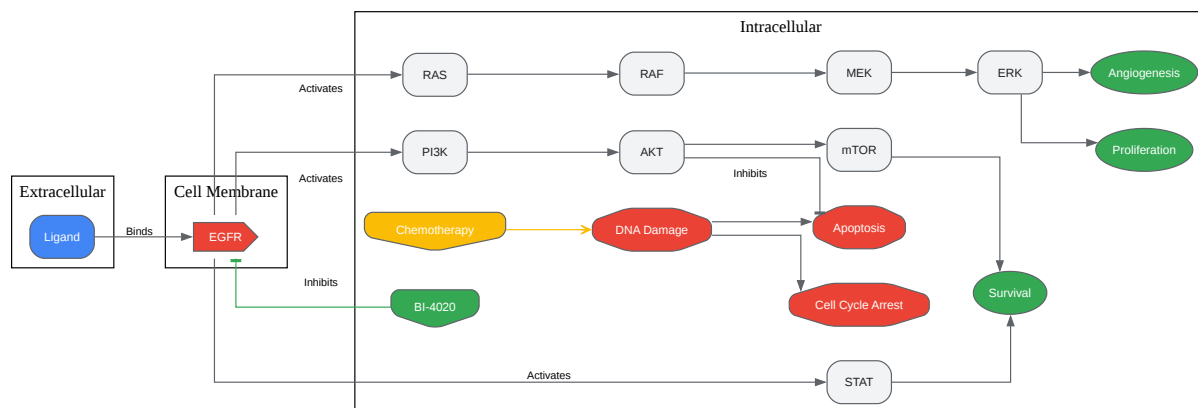 Intracellular
RAS
RAF
MEK
ERK
Angiogenesis
Activates
PI3K
AKT
mTOR
Proliferation
Activates
Inhibits
Extracellular
Cell Membrane
Ligand
Binds
EGFR
Chemotherapy
DNA Damage
Apoptosis
Inhibits
BI-4020
Cell Cycle Arrest
Survival
Activates
STAT